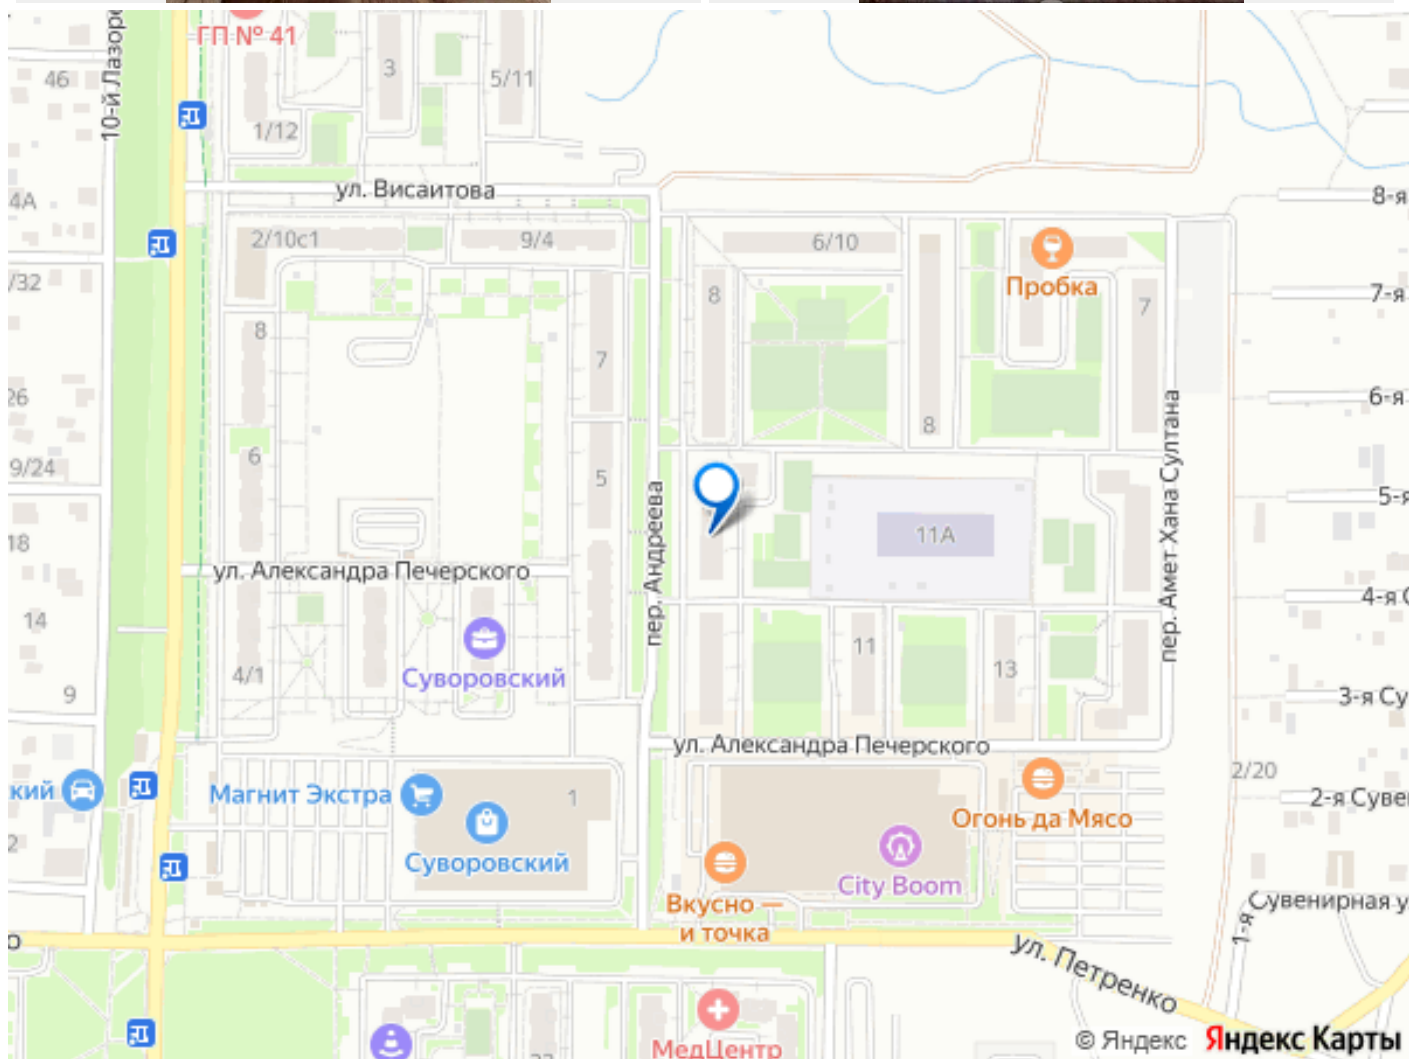 ГП № 41
10-й Лазор
46
3
5/11
1/12
ул. Висаитова
4А
8-я
2/10с1
9/4
6/10
Пробка
/32
8
7
7-я
8
7
26
6-я
8
9/24
6
5
5-я
пер. Андреева
пер. Амет Хана Султана
18
11А
ул. Александра Печерского
4-я С
14
11
13
4/1
Суворовский
9
3-я Су
ул. Александра Печерского
2/20
кий
Магнит Экстра
1
2-я Суве
Огонь да Мясо
2
Суворовский
City Boom
Вкусно —
и точка
1-я Сувенирная у
о
ул. Петренко
МедЦентр
© Яндекс Яндекс Карты